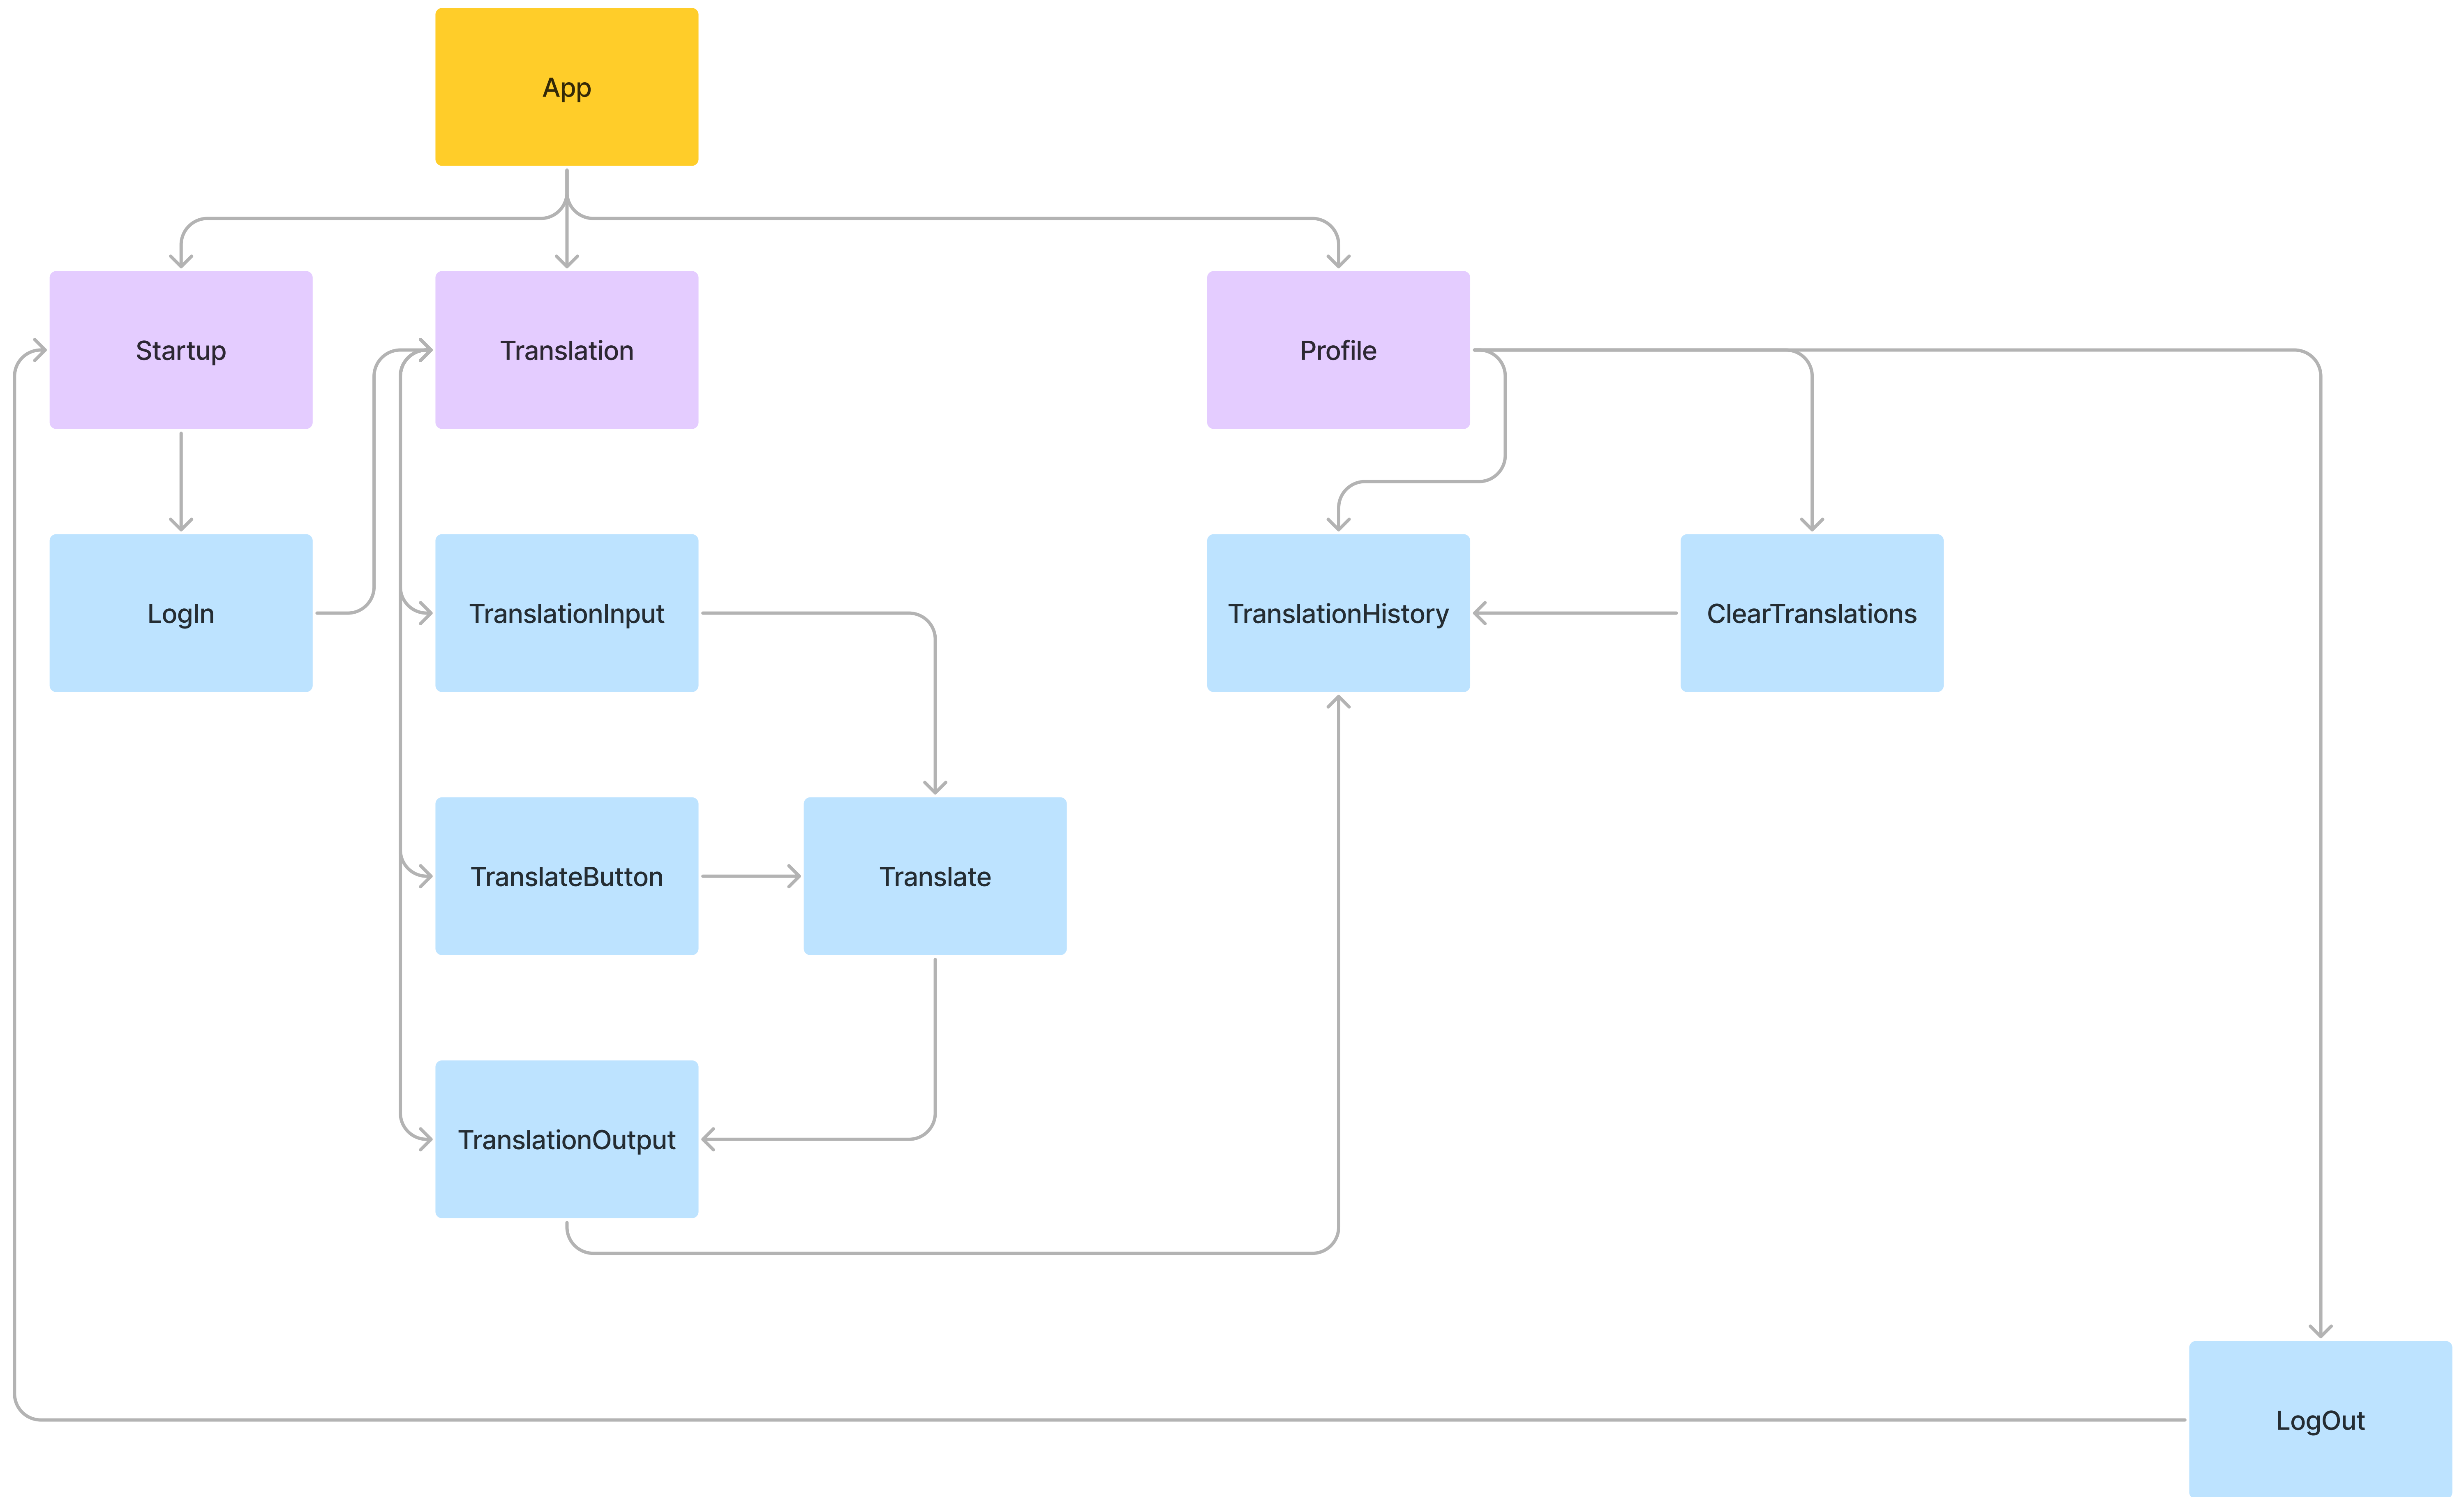 App
Startup
Translation
Profile
LogIn
TranslationInput
TranslationHistory
ClearTranslations
TranslateButton
Translate
TranslationOutput
LogOut